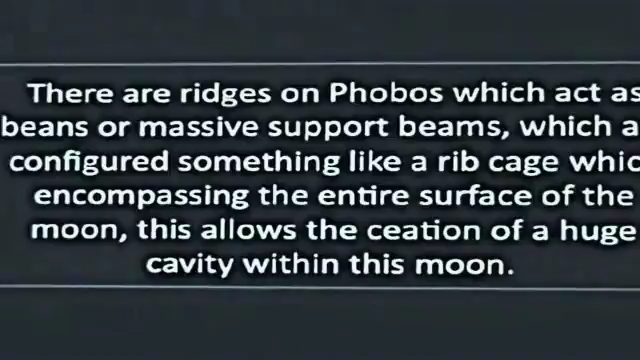 There are ridges on Phobos which act as
beans or massive support beams, which a
configured something like a rib cage whic
encompassing the entire surface of the
moon, this allows the ceation of a huge
cavity within this moon.